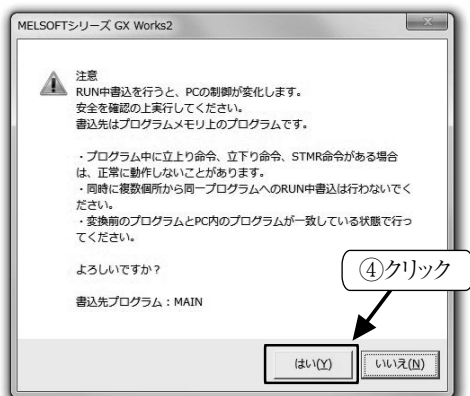 MELSOFTシリーズ GX Works2
注意
RUN中書込を行うと、PCの制御が変化します。
安全を確認の上実行してください。
書込先はプログラムメモリ上のプログラムです。
・プログラム中に立上り命令、立下り命令、STMR命令がある場合
は、正常に動作しないことがあります。
・同時に複数個所から同一プログラムへのRUN中書込は行わないでく
ださい。
・変換前のプログラムとPC内のプログラムが一致している状態で行っ
てください。
よろしいですか？
④クリック
書込先プログラム：MAIN
はい(Y)
いいえ(N)